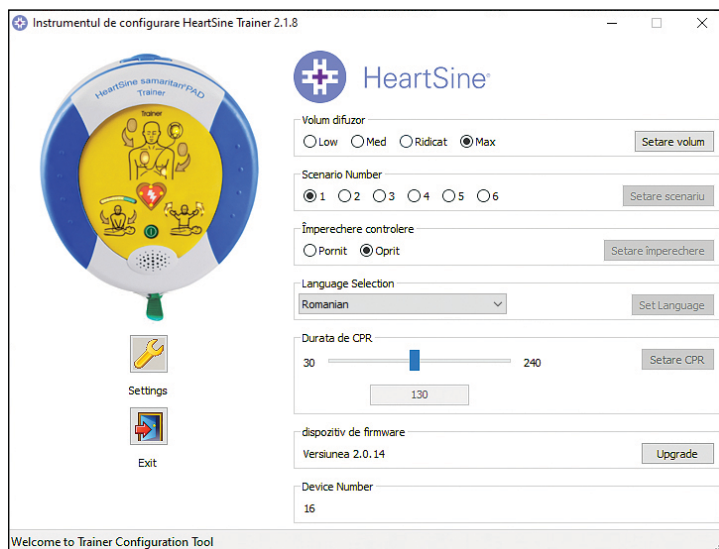 Instrumentul de configurare HeartSine Trainer 2.1.8
HeartSine samaritan PAD
Trainer
Trainer
Settings
Exit
HeartSine
Volum difuzor
Low Med Ridicat Max Setare volum
Scenario Number
1 2 3 4 5 6 Setare scenariu
Împerechere controlere
Pornit Oprit Setare împerechere
Language Selection
Romanian Set Language
Durata de CPR
30 240 Setare CPR
130
dispozitiv de firmware
Versiunea 2.0.14 Upgrade
Device Number
16
Welcome to Trainer Configuration Tool